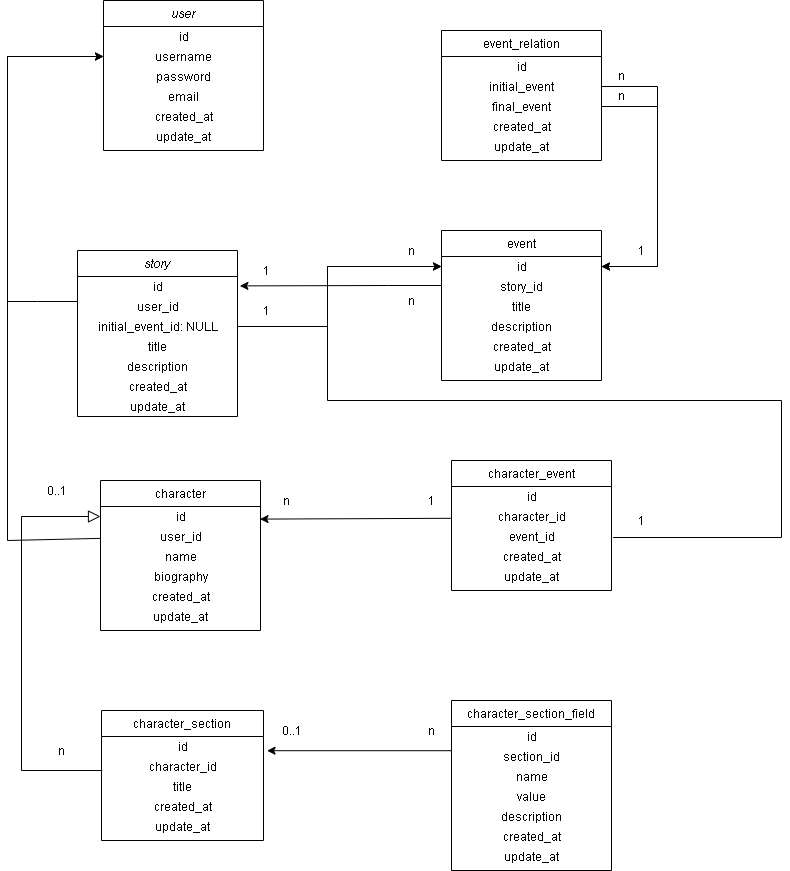 user
id
username
password
email
created_at
update_at
event_relation
id
initial_event
final_event
created_at
update_at
n
n
1
story
id
user_id
initial_event_id: NULL
title
description
created_at
update_at
1
1
n
n
event
id
story_id
title
description
created_at
update_at
0..1
character
id
user_id
name
biography
created_at
update_at
n
1
character_event
id
character_id
event_id
created_at
update_at
1
n
character_section
id
character_id
title
created_at
update_at
0..1
n
character_section_field
id
section_id
name
value
description
created_at
update_at